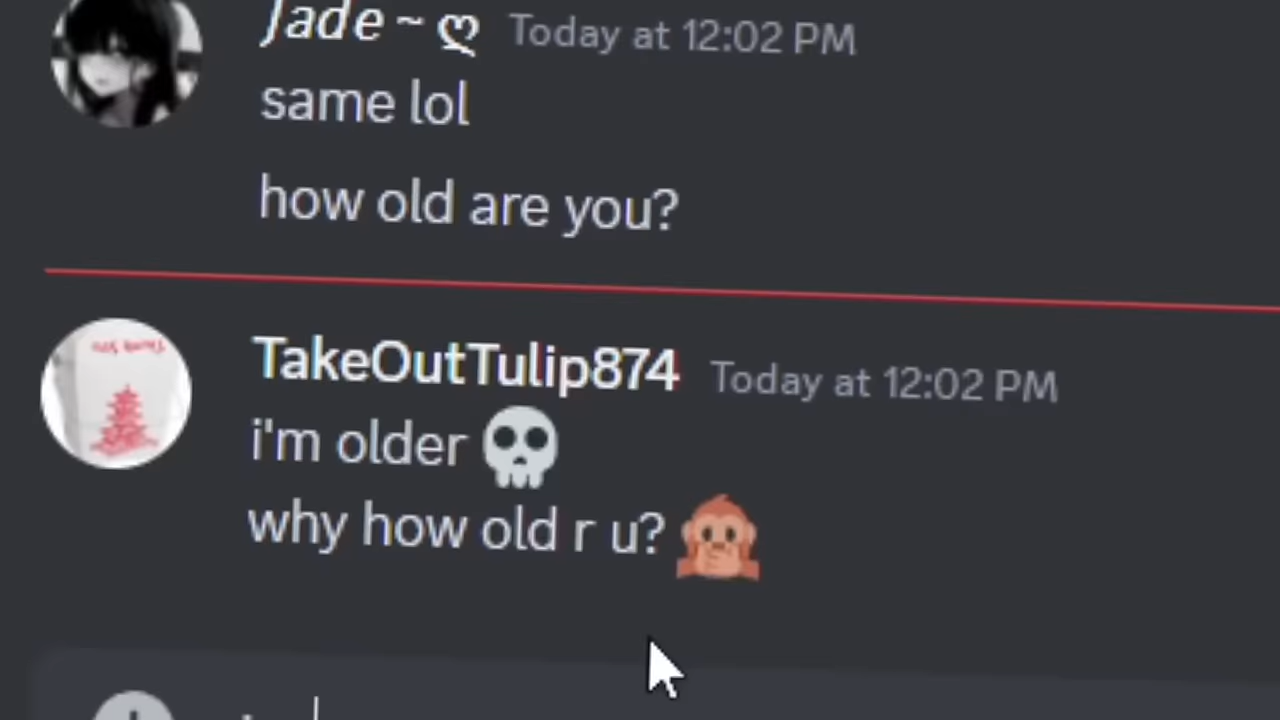 Jade ~ ღ Today at 12:02 PM
same lol
how old are you?
TakeOutTulip874 Today at 12:02 PM
i'm older 💀
why how old r u? 🙊